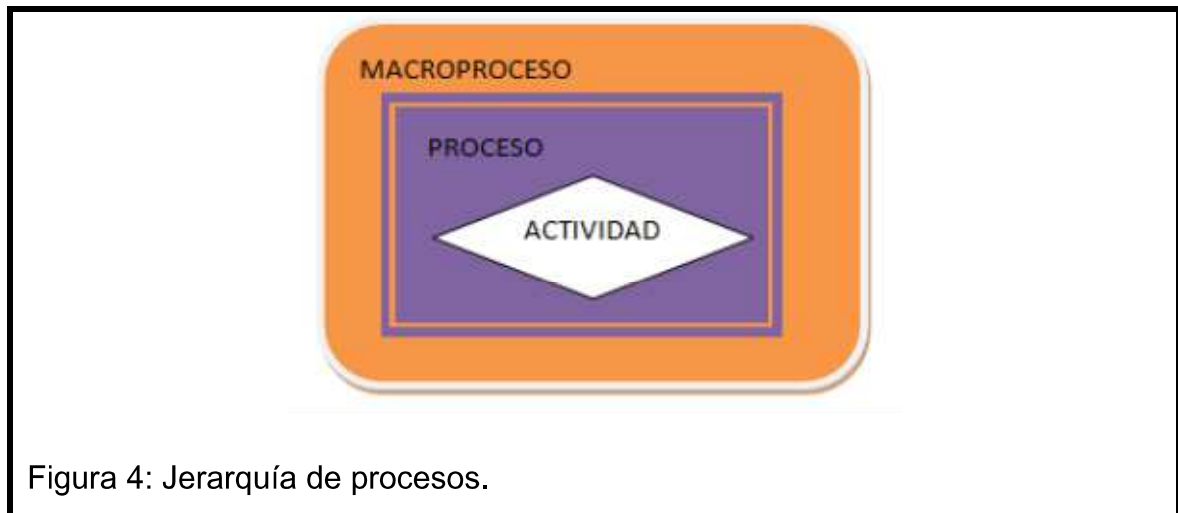 MACROPROCESO
PROCESO
ACTIVIDAD
Figura 4: Jerarquía de procesos.